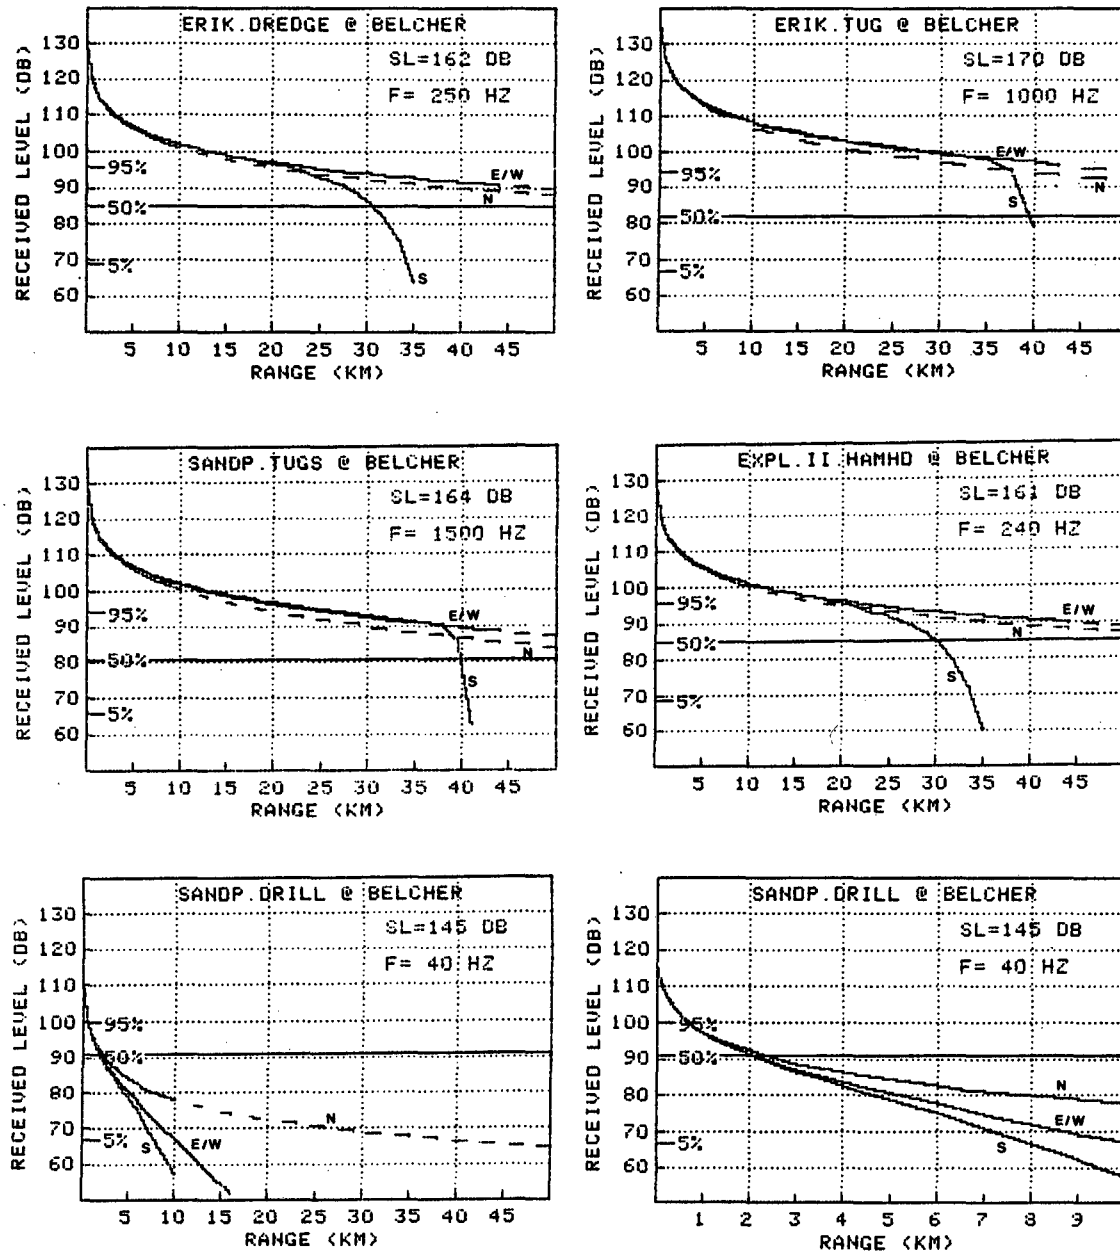 ERIK.DREDGE @ BELCHER
SL=162 DB
F= 250 HZ
RECEIVED LEVEL (DB)
130
120
110
100
90
80
70
60
95%
50%
5%
E/W
N
S
5 10 15 20 25 30 35 40 45
RANGE (KM)
ERIK.TUG @ BELCHER
SL=170 DB
F= 1000 HZ
RECEIVED LEVEL (DB)
130
120
110
100
90
80
70
60
95%
50%
5%
E/W
N
S
5 10 15 20 25 30 35 40 45
RANGE (KM)
SANDP.TUGS @ BELCHER
SL=164 DB
F= 1500 HZ
RECEIVED LEVEL (DB)
130
120
110
100
90
80
70
60
95%
50%
5%
E/W
N
S
5 10 15 20 25 30 35 40 45
RANGE (KM)
EXPL.II.HAMHD @ BELCHER
SL=161 DB
F= 240 HZ
RECEIVED LEVEL (DB)
130
120
110
100
90
80
70
60
95%
50%
5%
E/W
N
S
5 10 15 20 25 30 35 40 45
RANGE (KM)
SANDP.DRILL @ BELCHER
SL=145 DB
F= 40 HZ
RECEIVED LEVEL (DB)
130
120
110
100
90
80
70
60
95%
50%
5%
N
E/W
S
5 10 15 20 25 30 35 40 45
RANGE (KM)
SANDP.DRILL @ BELCHER
SL=145 DB
F= 40 HZ
RECEIVED LEVEL (DB)
130
120
110
100
90
80
70
60
95%
50%
5%
N
E/W
S
1 2 3 4 5 6 7 8 9
RANGE (KM)